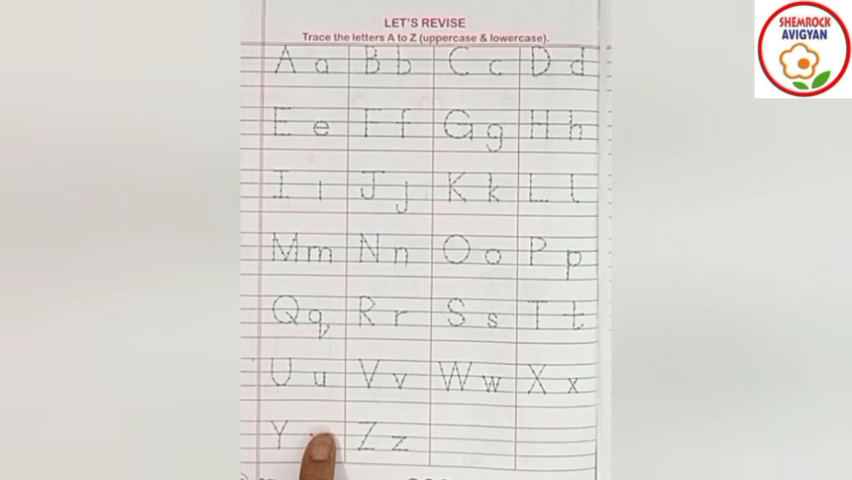 LET'S REVISE
Trace the letters A to Z (uppercase & lowercase).
A a B b C c D d
E e F f G g H h
I i J j K k L l
M m N n O o P p
Q q R r S s T t
U u V v W w X x
Y Z z
SHEMROCK
AVIGYAN